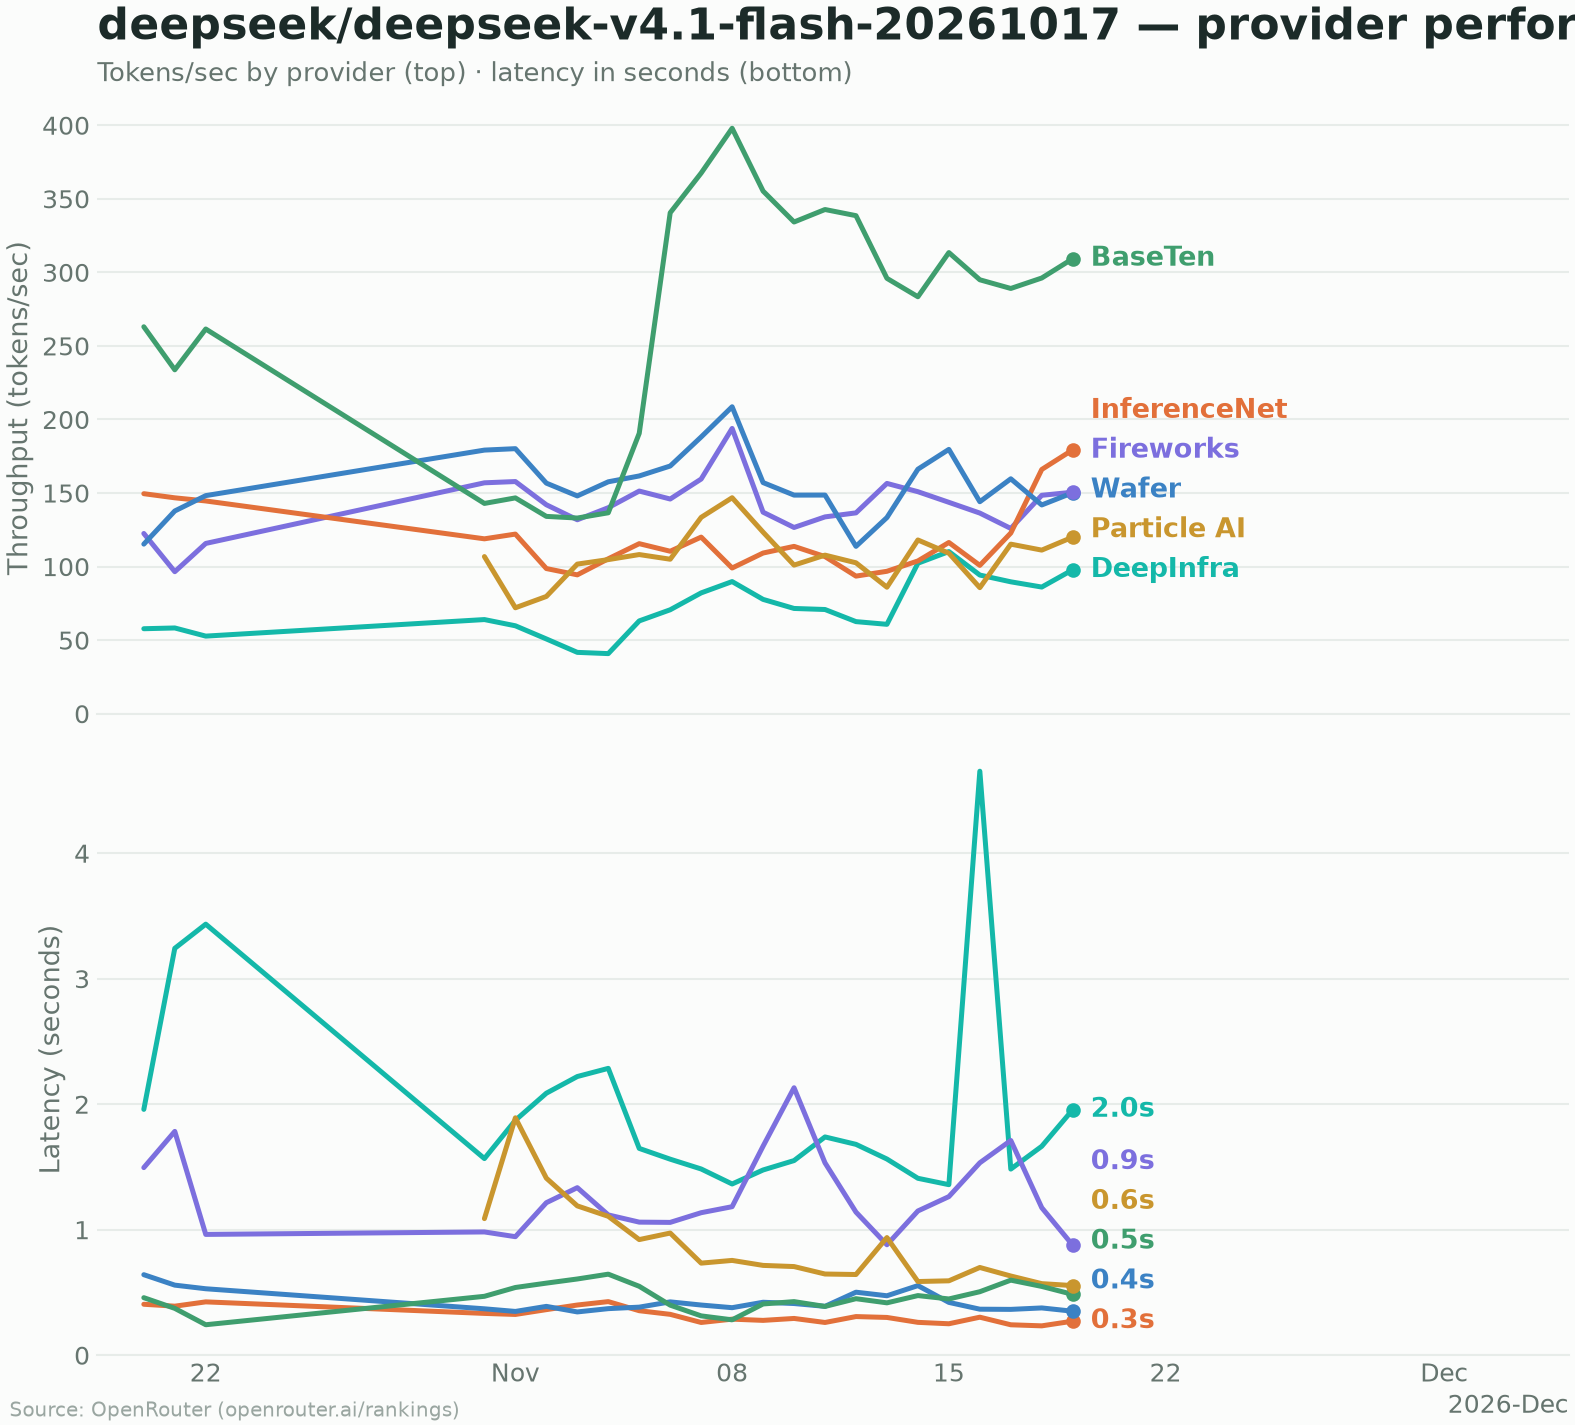 deepseek/deepseek-v4.1-flash-20261017 — provider perfor
Tokens/sec by provider (top) · latency in seconds (bottom)
Throughput (tokens/sec)
400
350
300
250
200
150
100
50
0
BaseTen
InferenceNet
Fireworks
Wafer
Particle AI
DeepInfra
Latency (seconds)
4
3
2
1
0
2.0s
0.9s
0.6s
0.5s
0.4s
0.3s
22
Nov
08
15
22
Dec
2026-Dec
Source: OpenRouter (openrouter.ai/rankings)